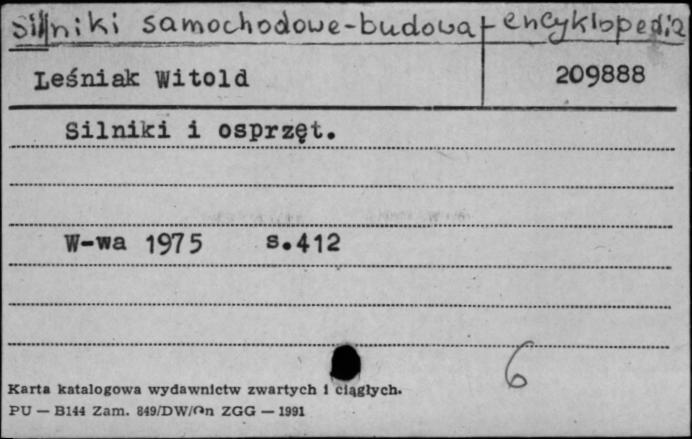 Silniki samochodowe-budowa - encyklopedia
Leśniak Witold 209888
Silniki i osprzęt.
W-wa 1975 s.412
6
Karta katalogowa wydawnictw zwartych i ciągłych.
PU — B144 Zam. 849/DW/On ZGG — 1991